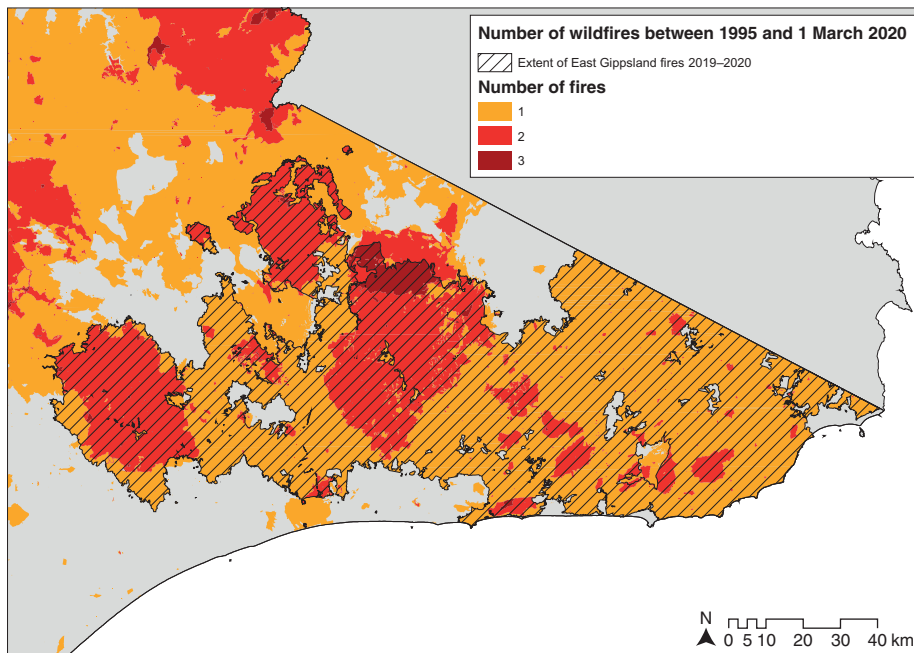 Number of wildfires between 1995 and 1 March 2020
Extent of East Gippsland fires 2019–2020
Number of fires
1
2
3
N
0 5 10 20 30 40 km